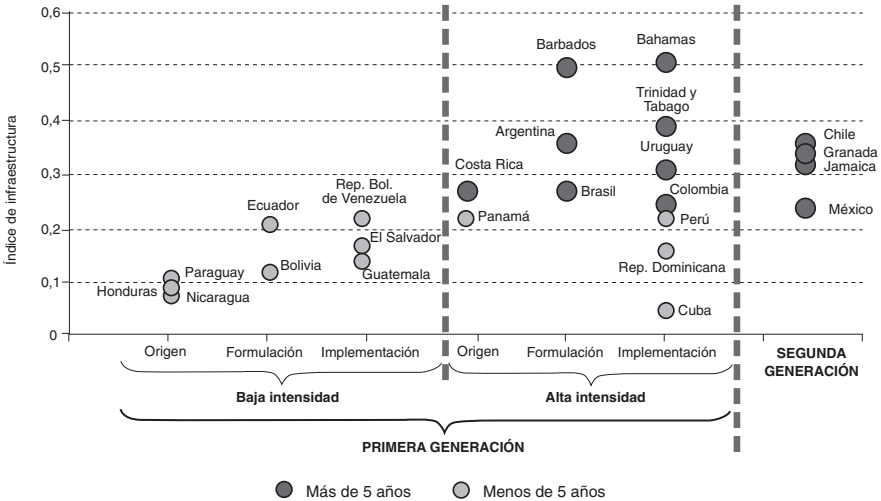 Índice de infraestructura
0,6
0,5
0,4
0,3
0,2
0,1
0
Barbados
Bahamas
Trinidad y
Tabago
Argentina
Uruguay
Chile
Granada
Jamaica
Costa Rica
Rep. Bol.
de Venezuela
Brasil
Colombia
México
Ecuador
Panamá
Perú
El Salvador
Bolivia
Guatemala
Rep. Dominicana
Paraguay
Honduras
Nicaragua
Cuba
Origen
Formulación
Implementación
Origen
Formulación
Implementación
SEGUNDA
GENERACIÓN
Baja intensidad
Alta intensidad
PRIMERA GENERACIÓN
Más de 5 años
Menos de 5 años